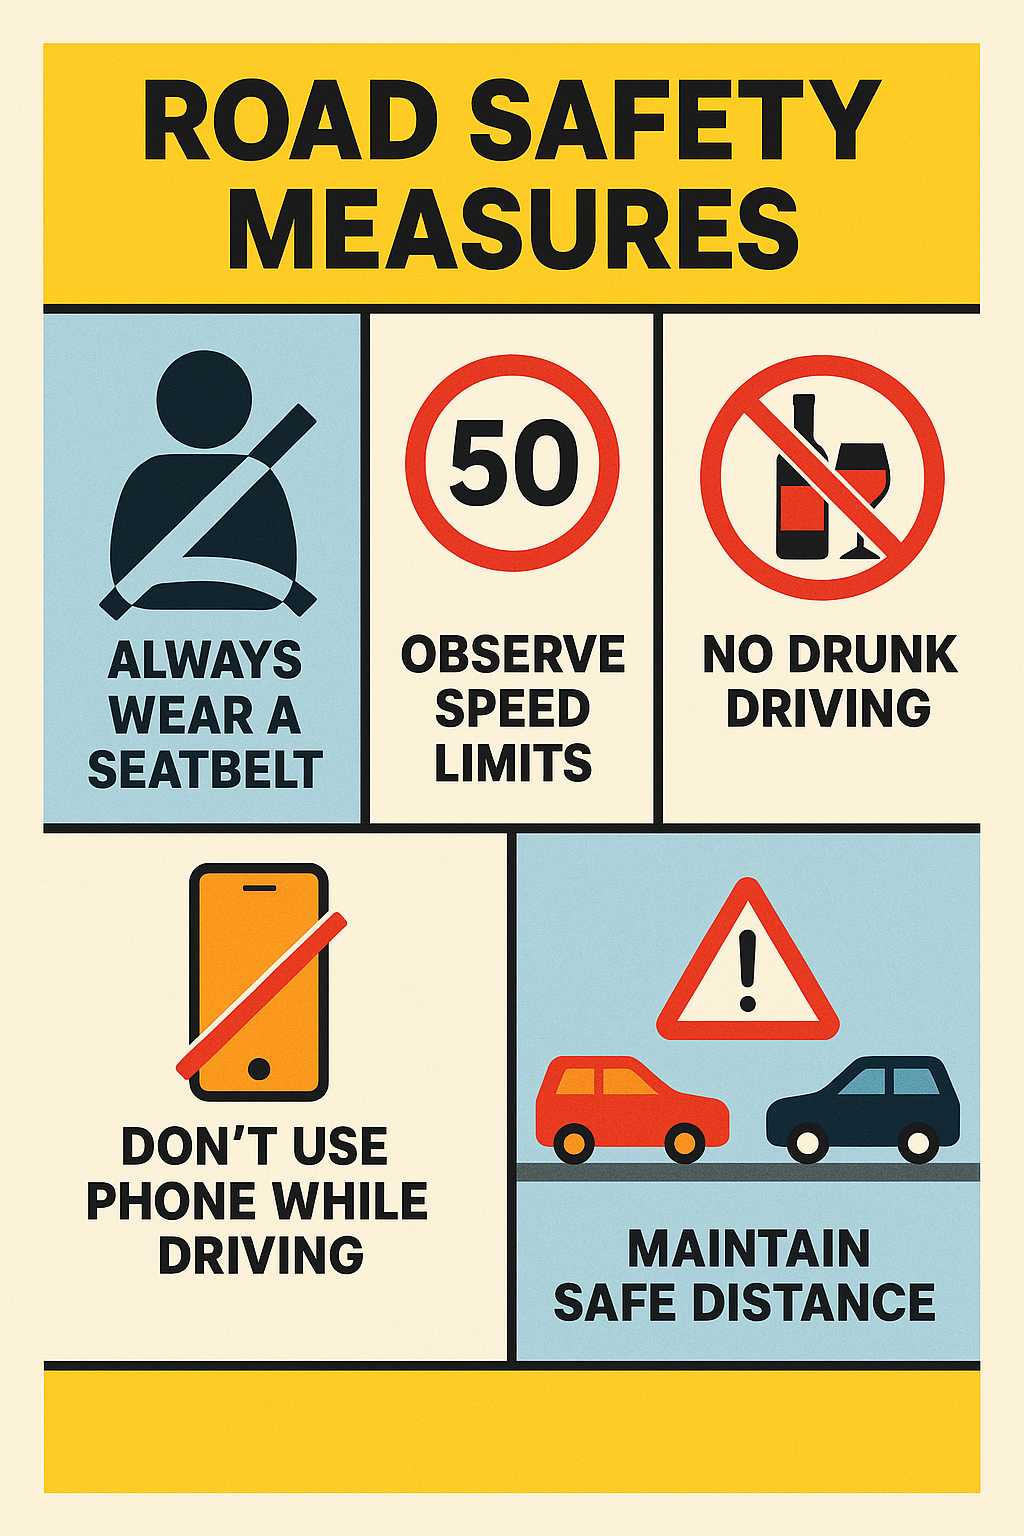 ROAD SAFETY
MEASURES
ALWAYS
WEAR A
SEATBELT
50
OBSERVE
SPEED
LIMITS
NO DRUNK
DRIVING
DON’T USE
PHONE WHILE
DRIVING
!
MAINTAIN
SAFE DISTANCE